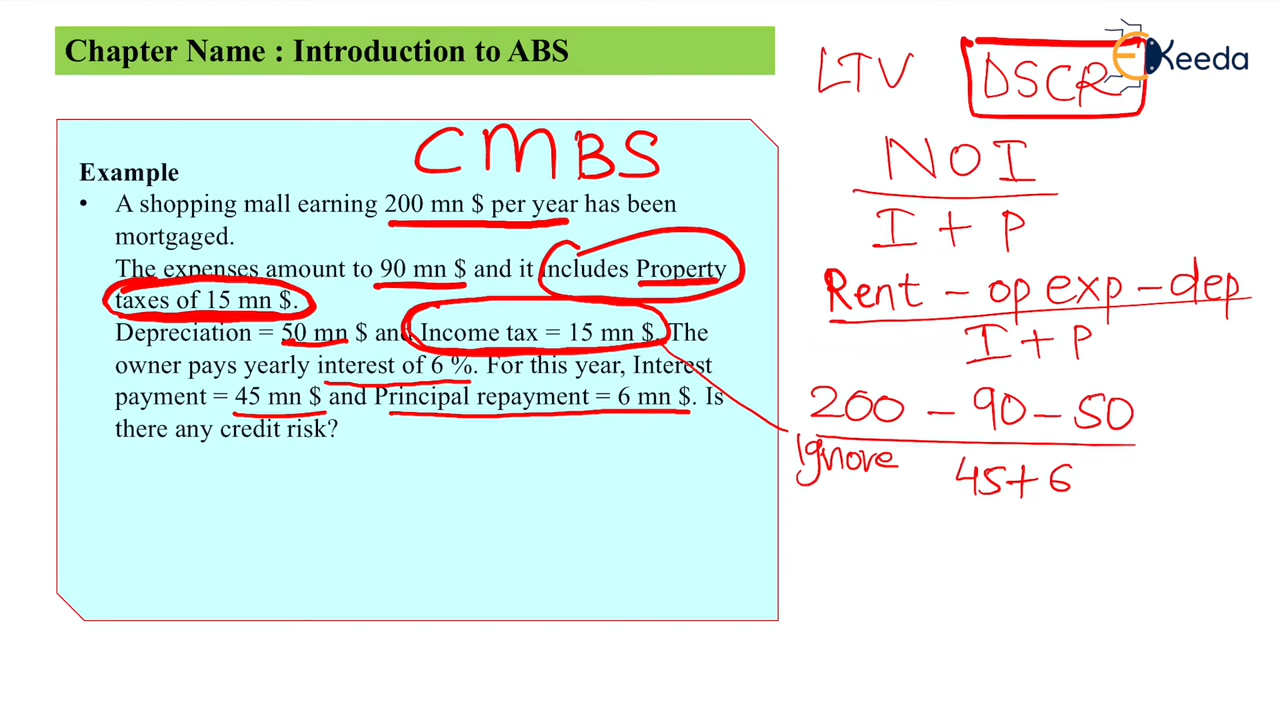 Chapter Name : Introduction to ABS
Keeda
LTV DSCR
CMBS
Example
• A shopping mall earning 200 mn $ per year has been
mortgaged.
The expenses amount to 90 mn $ and it includes Property
taxes of 15 mn $.
Depreciation = 50 mn $ and Income tax = 15 mn $. The
owner pays yearly interest of 6 %. For this year, Interest
payment = 45 mn $ and Principal repayment = 6 mn $. Is
there any credit risk?
NOI
I + P
Rent - op exp - dep
I + P
200 - 90 - 50
Ignore
45 + 6